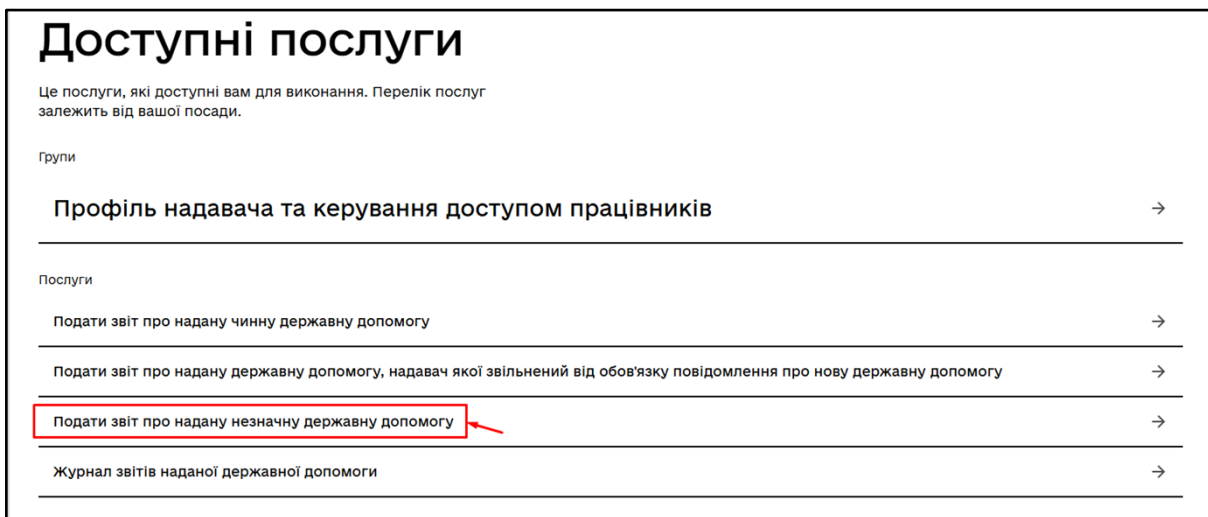 Доступні послуги
Це послуги, які доступні вам для виконання. Перелік послуг
залежить від вашої посади.
Групи
Профіль надавача та керування доступом працівників
Послуги
Подати звіт про надану чинну державну допомогу
Подати звіт про надану державну допомогу, надавач якої звільнений від обов'язку повідомлення про нову державну допомогу
Подати звіт про надану незначну державну допомогу
Журнал звітів наданої державної допомоги